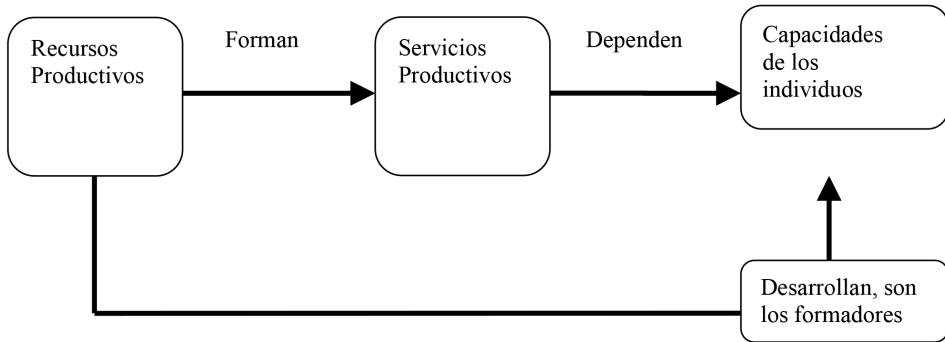 Recursos
Productivos
Forman
Servicios
Productivos
Dependen
Capacidades
de los
individuos
Desarrollan, son
los formadores